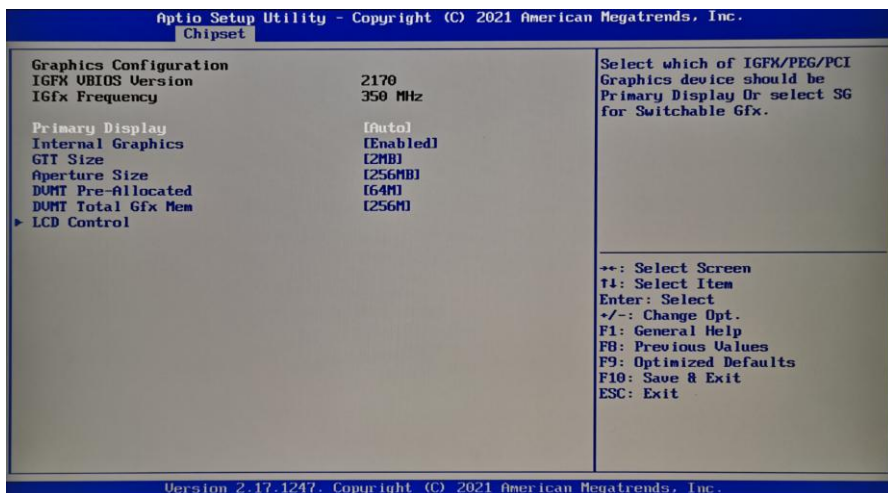 Aptio Setup Utility - Copyright (C) 2021 American Megatrends, Inc.
Chipset
Graphics Configuration
IGFX VBIOS Version 2170
IGfx Frequency 350 MHz
Primary Display [Auto]
Internal Graphics [Enabled]
GTT Size [2MB]
Aperture Size [256MB]
DVMT Pre-Allocated [64M]
DVMT Total Gfx Mem [256M]
► LCD Control
Select which of IGFX/PEG/PCI
Graphics device should be
Primary Display Or select SG
for Switchable Gfx.
→←: Select Screen
↑↓: Select Item
Enter: Select
+/-: Change Opt.
F1: General Help
F8: Previous Values
F9: Optimized Defaults
F10: Save & Exit
ESC: Exit
Version 2.17.1247. Copyright (C) 2021 American Megatrends, Inc.